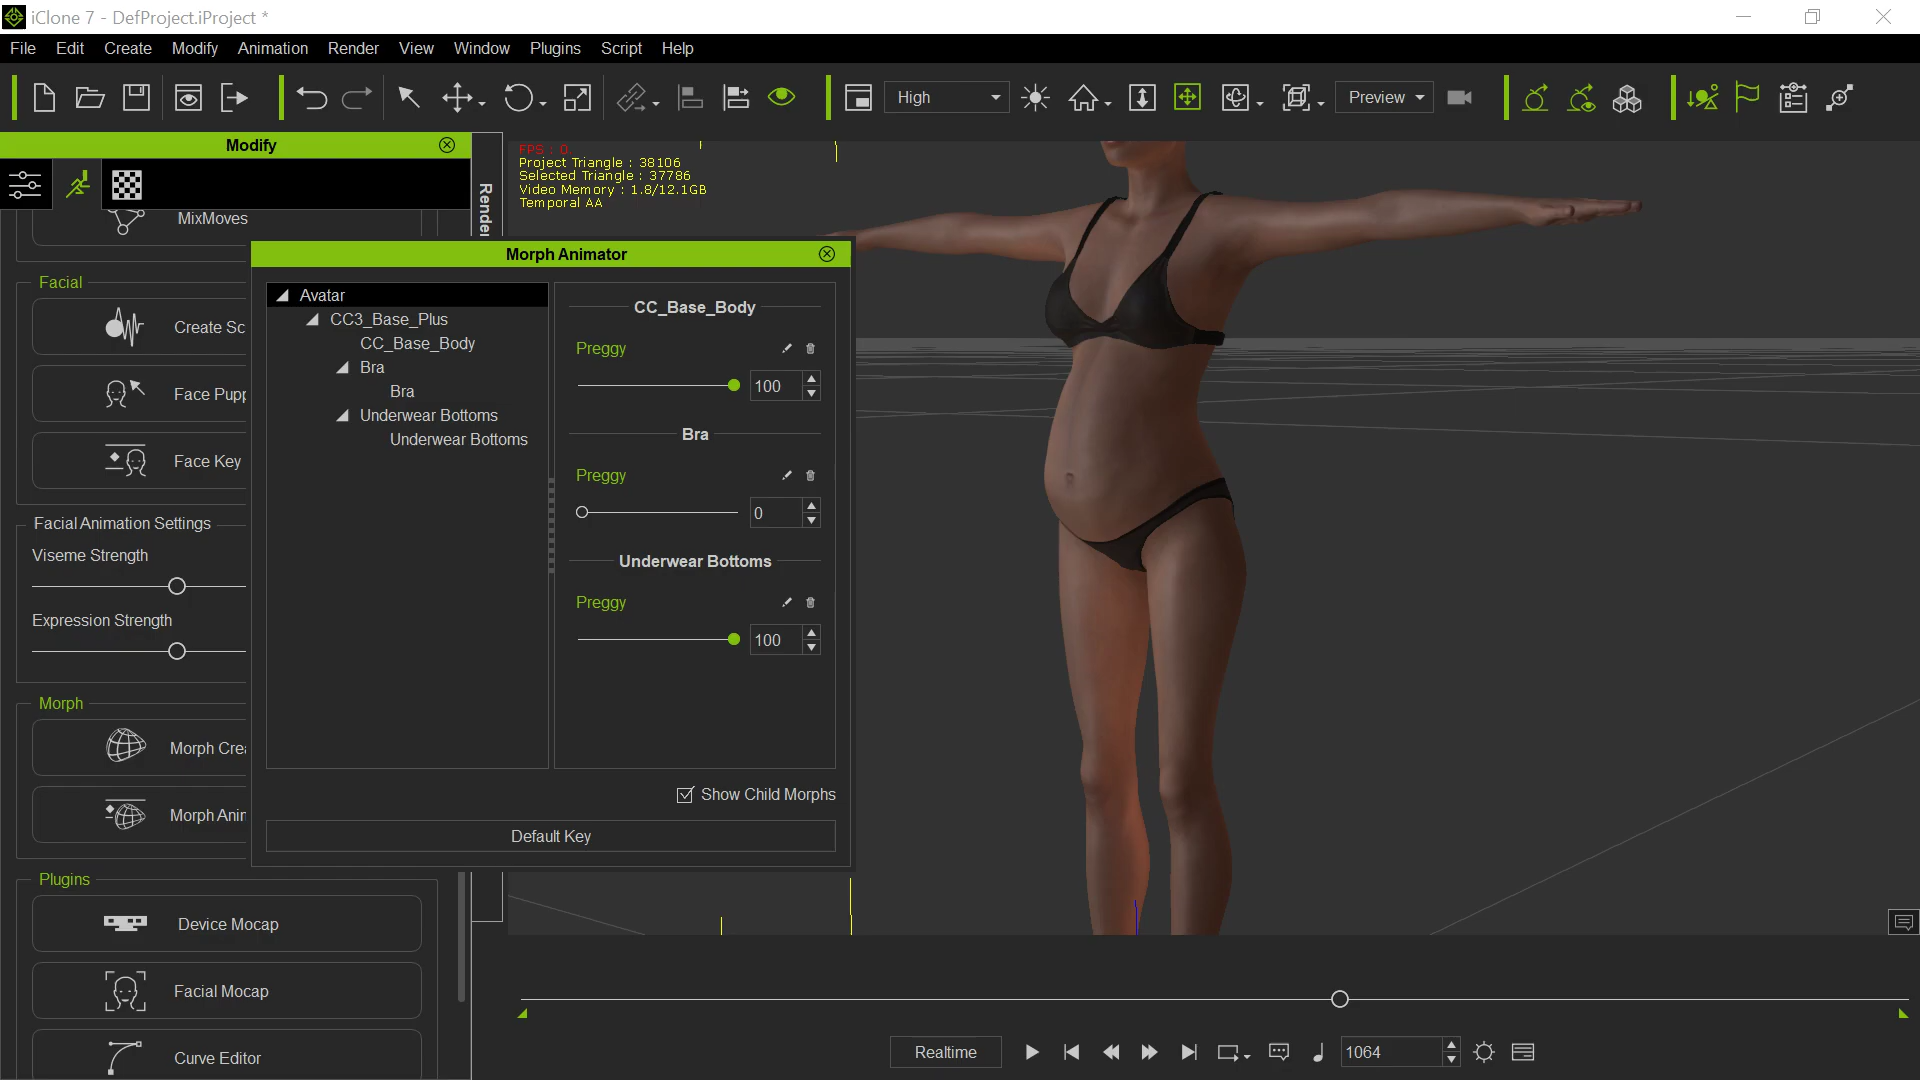 iClone 7 - DefProject.iProject *
File Edit Create Modify Animation Render View Window Plugins Script Help
High
Preview
Modify
MixMoves
Facial
Create Sc
Face Pupp
Face Key
Facial Animation Settings
Viseme Strength
Expression Strength
Morph
Morph Crea
Morph Anim
Plugins
Device Mocap
Facial Mocap
Curve Editor
Render
FPS : 0.
Project Triangle : 38106
Selected Triangle : 37786
Video Memory : 1.8/12.1GB
Temporal AA
Morph Animator
Avatar
CC3_Base_Plus
CC_Base_Body
Bra
Bra
Underwear Bottoms
Underwear Bottoms
CC_Base_Body
Preggy
100
Bra
Preggy
0
Underwear Bottoms
Preggy
100
Show Child Morphs
Default Key
Realtime
1064